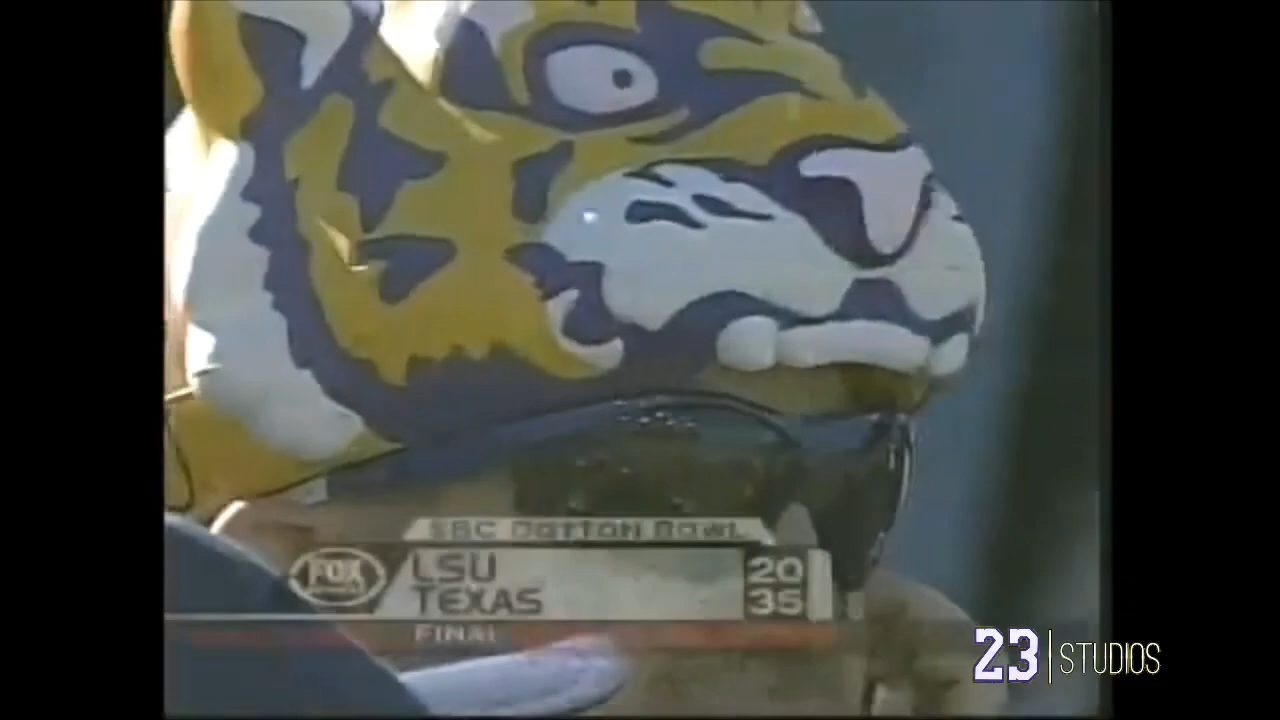 SBC Cotton Bowl
FOX
LSU 20
TEXAS 35
FINAL
23 STUDIOS